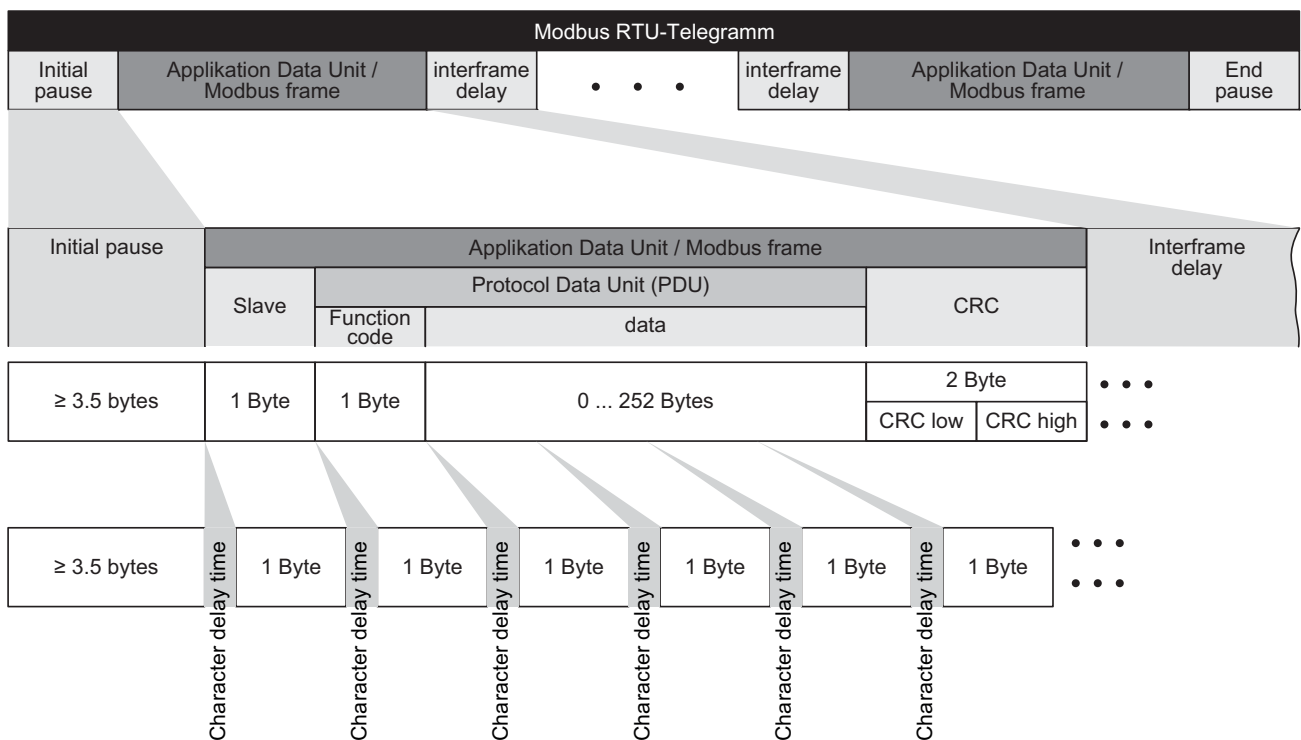 Modbus RTU-Telegramm
Initial
pause
Applikation Data Unit /
Modbus frame
interframe
delay
• • •
interframe
delay
Applikation Data Unit /
Modbus frame
End
pause
Initial pause
Applikation Data Unit / Modbus frame
Interframe
delay
Slave
Protocol Data Unit (PDU)
CRC
Function
code
data
≥ 3.5 bytes
1 Byte
1 Byte
0 ... 252 Bytes
2 Byte
• • •
CRC low
CRC high
• • •
≥ 3.5 bytes
Character delay time
1 Byte
Character delay time
1 Byte
Character delay time
1 Byte
Character delay time
1 Byte
Character delay time
1 Byte
Character delay time
1 Byte
• • •
• • •